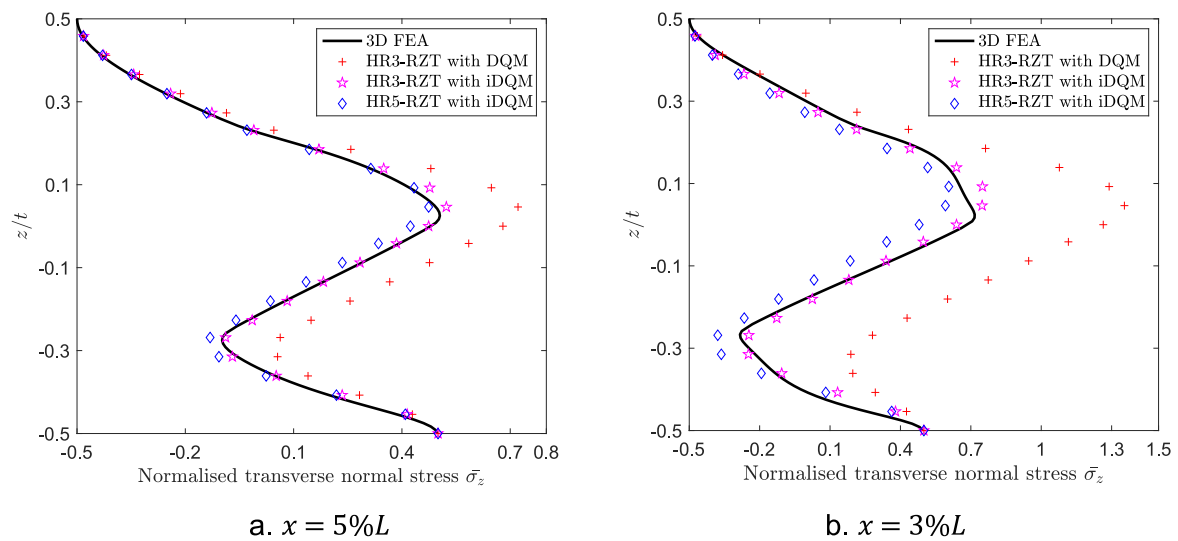 0.5
0.3
0.1
-0.1
-0.3
-0.5
z/t
3D FEA
HR3-RZT with DQM
HR3-RZT with iDQM
HR5-RZT with iDQM
-0.5 -0.2 0.1 0.4 0.7 0.8
Normalised transverse normal stress σ̄_z
a. x = 5%L
0.5
0.3
0.1
-0.1
-0.3
-0.5
z/t
3D FEA
HR3-RZT with DQM
HR3-RZT with iDQM
HR5-RZT with iDQM
-0.5 -0.2 0.1 0.4 0.7 1 1.3 1.5
Normalised transverse normal stress σ̄_z
b. x = 3%L